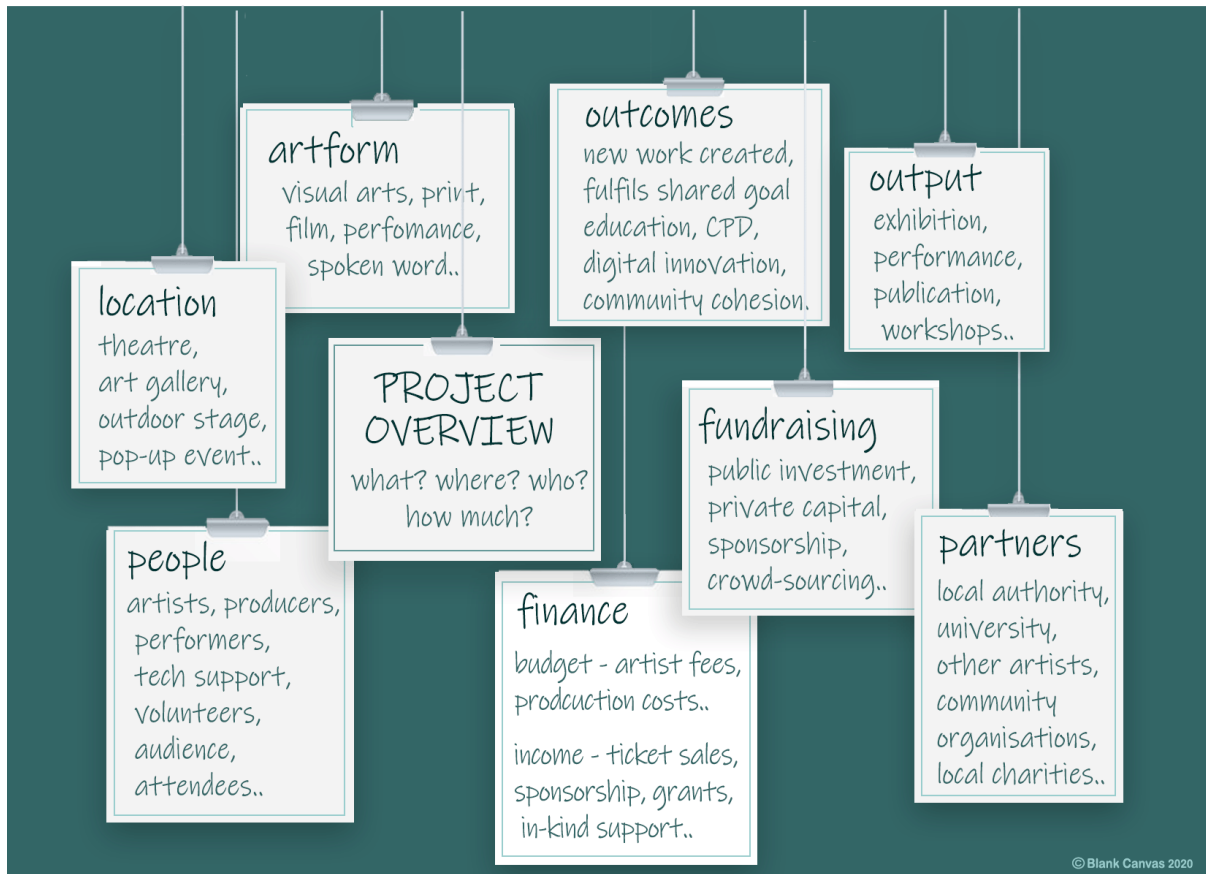 artform
visual arts, print,
film, perfomance,
spoken word..
outcomes
new work created,
fulfils shared goal
education, CPD,
digital innovation,
community cohesion.
output
exhibition,
performance,
publication,
workshops..
location
theatre,
art gallery,
outdoor stage,
pop-up event..
PROJECT
OVERVIEW
what? where? who?
how much?
fundraising
public investment,
private capital,
sponsorship,
crowd-sourcing..
people
artists, producers,
performers,
tech support,
volunteers,
audience,
attendees..
finance
budget - artist fees,
prodcuction costs..
income - ticket sales,
sponsorship, grants,
in-kind support..
partners
local authority,
university,
other artists,
community
organisations,
local charities..
© Blank Canvas 2020